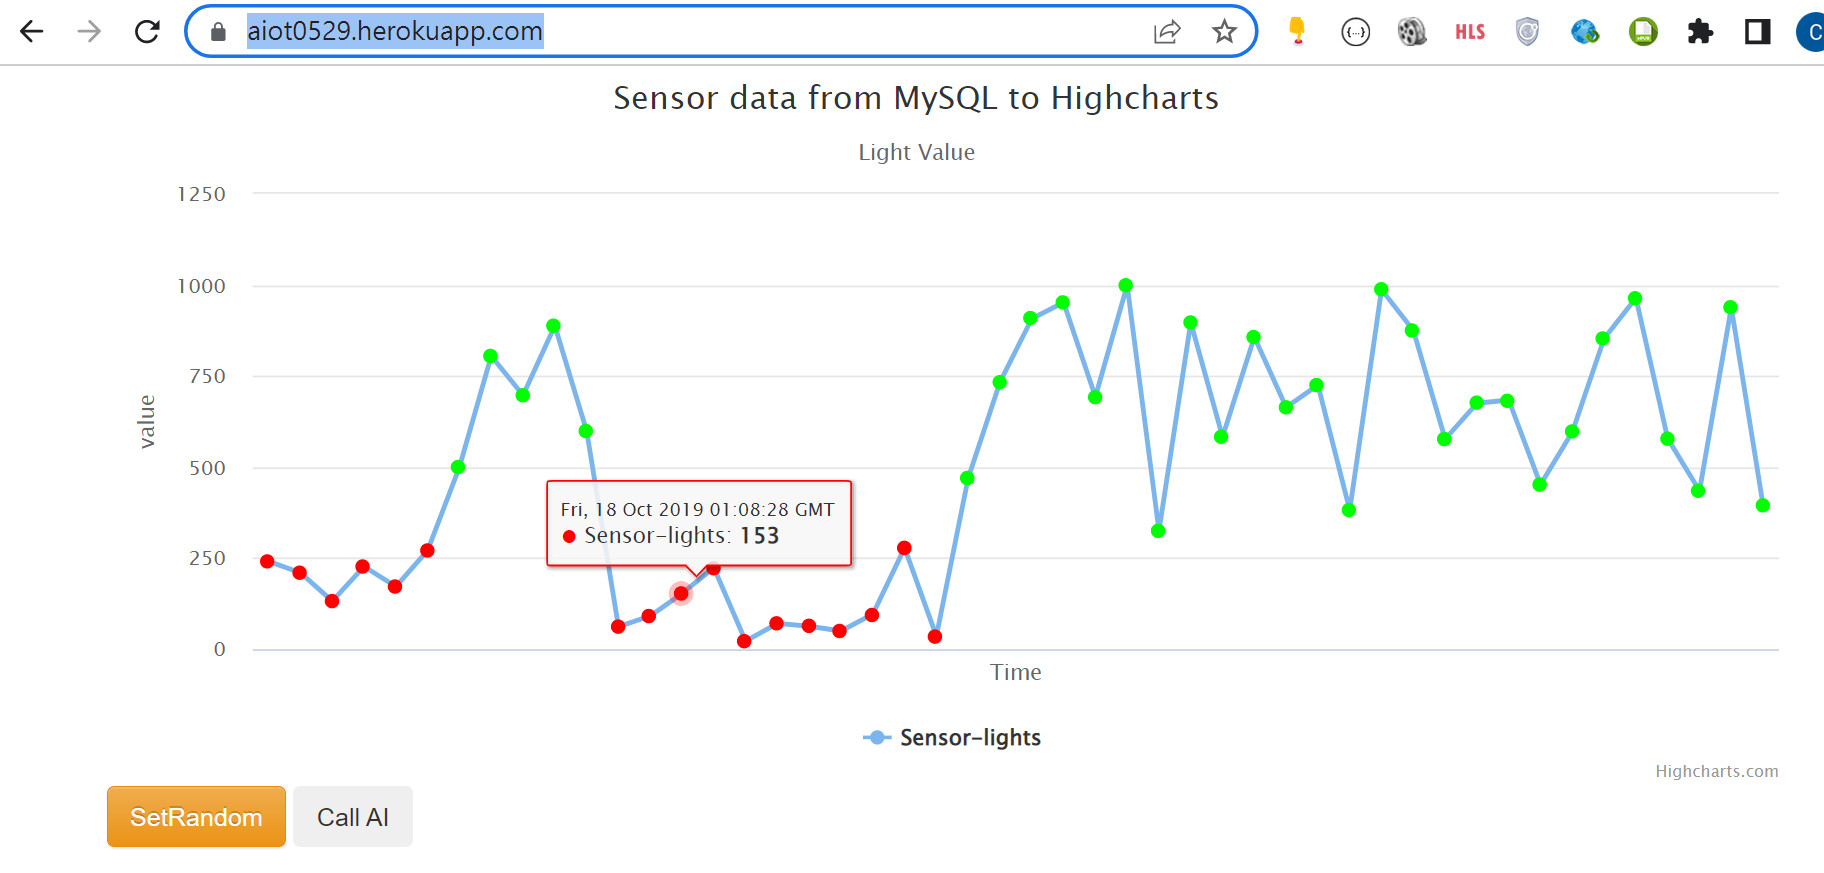 aiot0529.herokuapp.com
{...}
HLS
C
Sensor data from MySQL to Highcharts
Light Value
1250
1000
750
500
250
0
value
Fri, 18 Oct 2019 01:08:28 GMT
Sensor-lights: 153
Time
Sensor-lights
Highcharts.com
SetRandom
Call AI